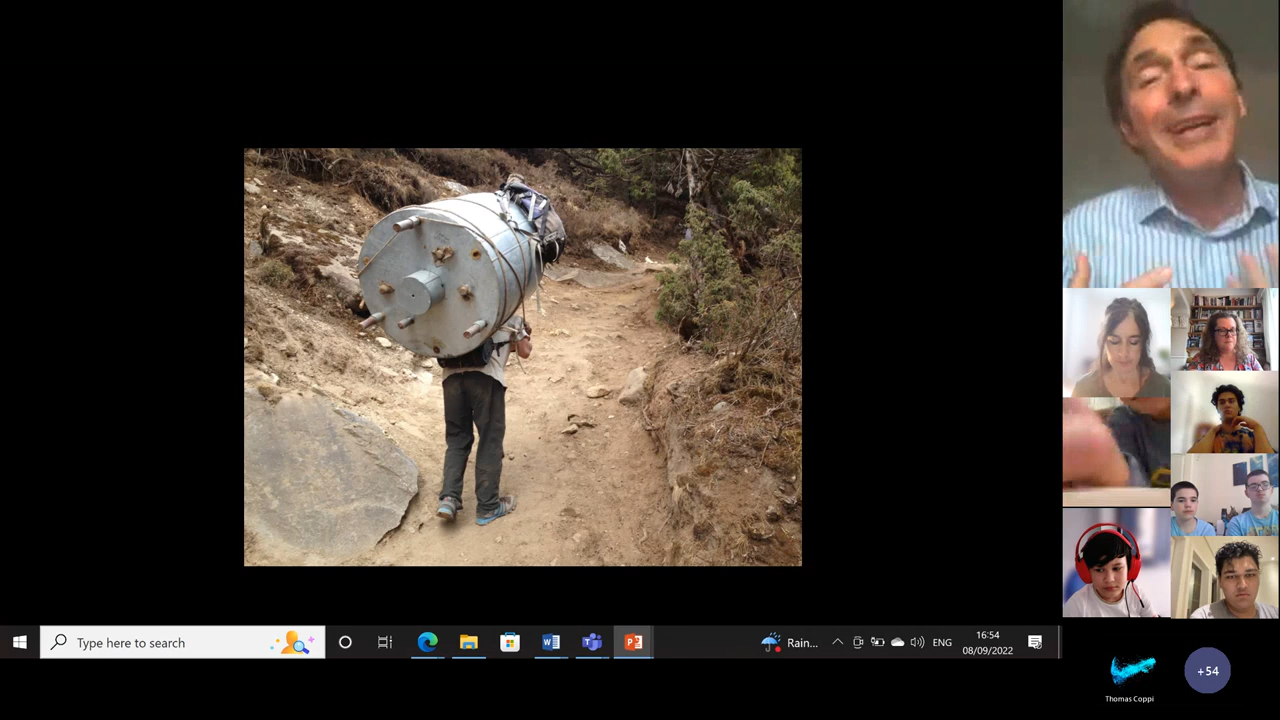 Type here to search
Rain...
ENG
16:54
08/09/2022
Thomas Coppi
+54